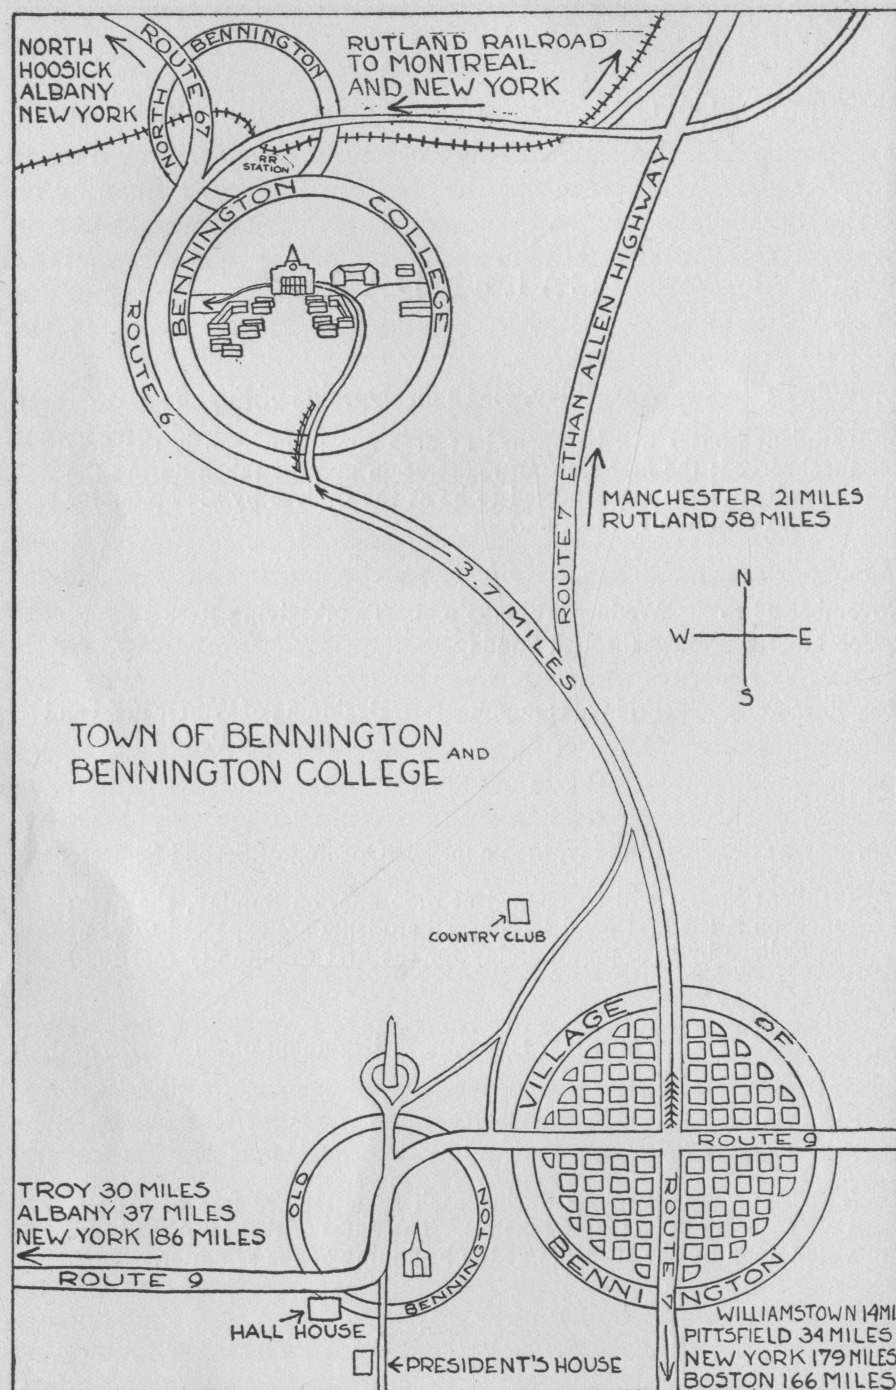 NORTH
HOOSICK
ALBANY
NEW YORK
ROUTE 67
NORTH BENNINGTON
RUTLAND RAILROAD
TO MONTREAL
AND NEW YORK
RR
STATION
BENNINGTON COLLEGE
ROUTE 6
ROUTE 7 ETHAN ALLEN HIGHWAY
MANCHESTER 21 MILES
RUTLAND 58 MILES
3.7 MILES
N
W E
S
TOWN OF BENNINGTON AND
BENNINGTON COLLEGE
COUNTRY CLUB
VILLAGE OF
BENNINGTON
ROUTE 9
ROUTE 7
OLD BENNINGTON
TROY 30 MILES
ALBANY 37 MILES
NEW YORK 186 MILES
ROUTE 9
HALL HOUSE
PRESIDENT'S HOUSE
WILLIAMSTOWN 14 MI
PITTSFIELD 34 MILES
NEW YORK 179 MILES
BOSTON 166 MILES